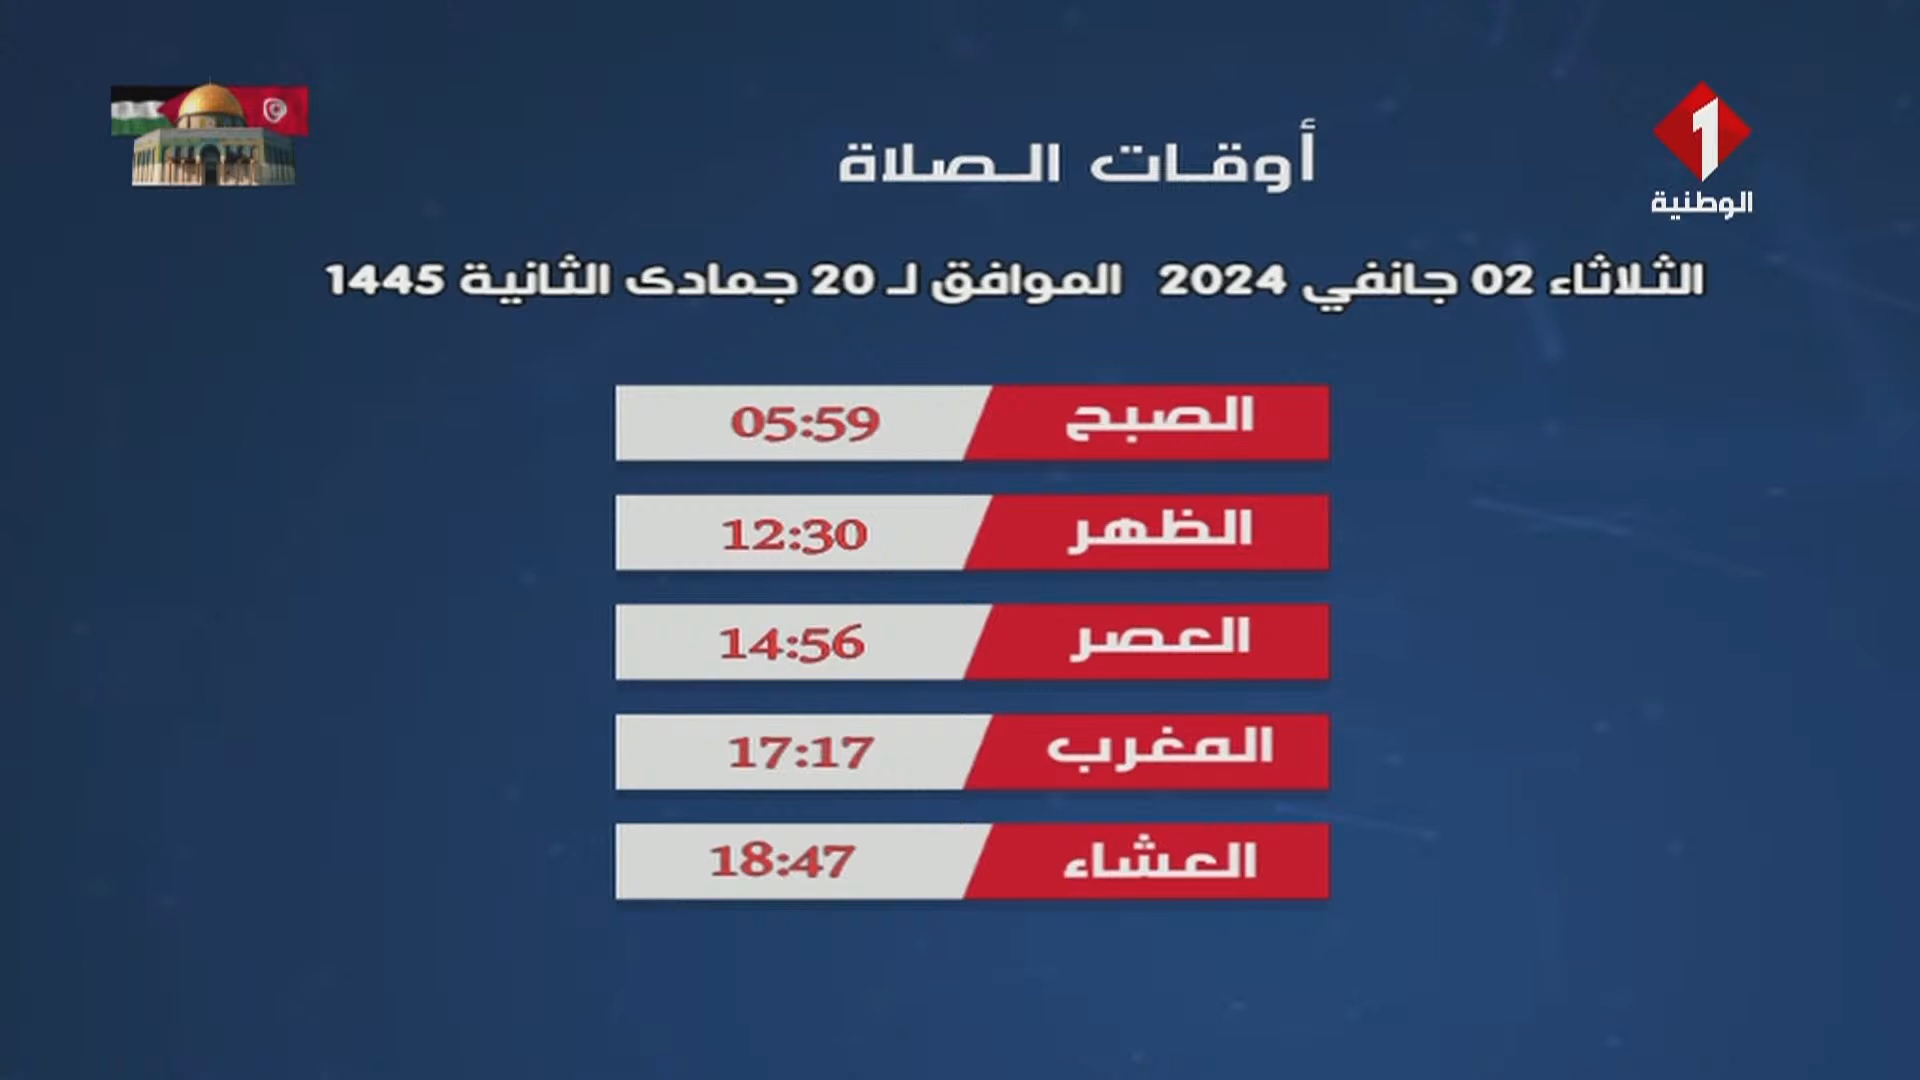 أوقات الصلاة
1
الوطنية
الثلاثاء 02 جانفي 2024 الموافق لـ 20 جمادى الثانية 1445
الصبح 05:59
الظهر 12:30
العصر 14:56
المغرب 17:17
العشاء 18:47